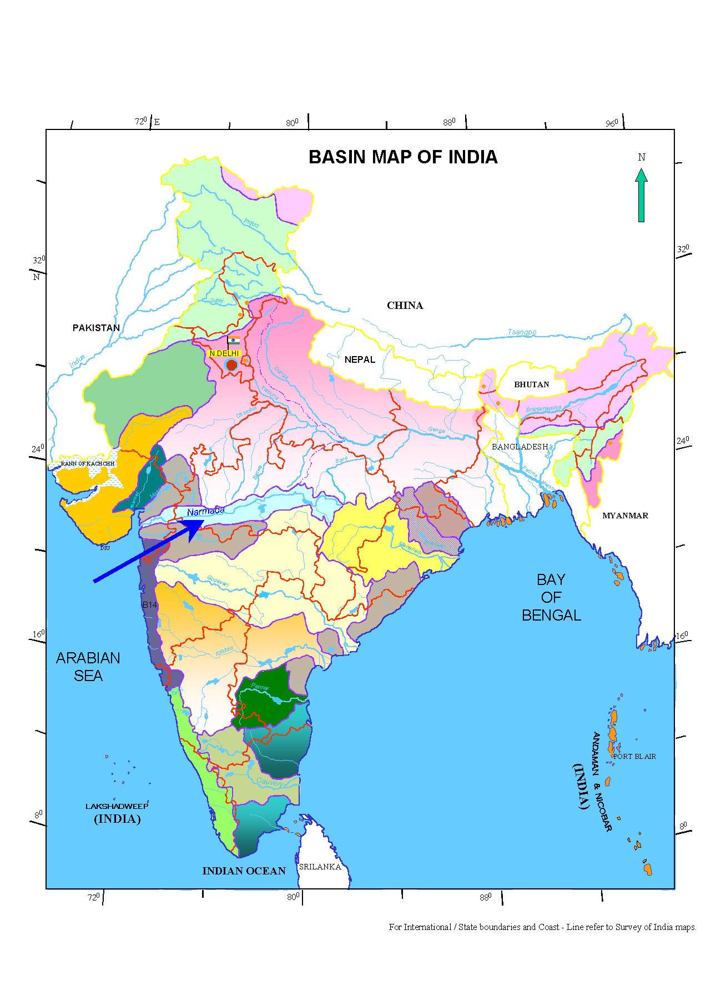 72⁰ E
80⁰
88⁰
96⁰
BASIN MAP OF INDIA
N
Indus
32⁰
N
32⁰
CHINA
Sutlej
PAKISTAN
Tsangpo
N.DELHI
NEPAL
Indus
Ganga
BHUTAN
Yamuna
Brahamaputra
Chambal
Ganga
24⁰
BANGLADESH
24⁰
RANN OF KACHCHH
Sone
Betwa
Padma
Narmada
MYANMAR
DIU
Mahanadi
Godavari
BAY
OF
BENGAL
B14
16⁰
16⁰
Krishna
ARABIAN
SEA
Pennar
ANDAMAN & NICOBAR
(INDIA)
PORT BLAIR
Cauvery
LAKSHADWEEP
(INDIA)
8⁰
8⁰
INDIAN OCEAN
SRILANKA
72⁰
80⁰
88⁰
For International / State boundaries and Coast - Line refer to Survey of India maps.